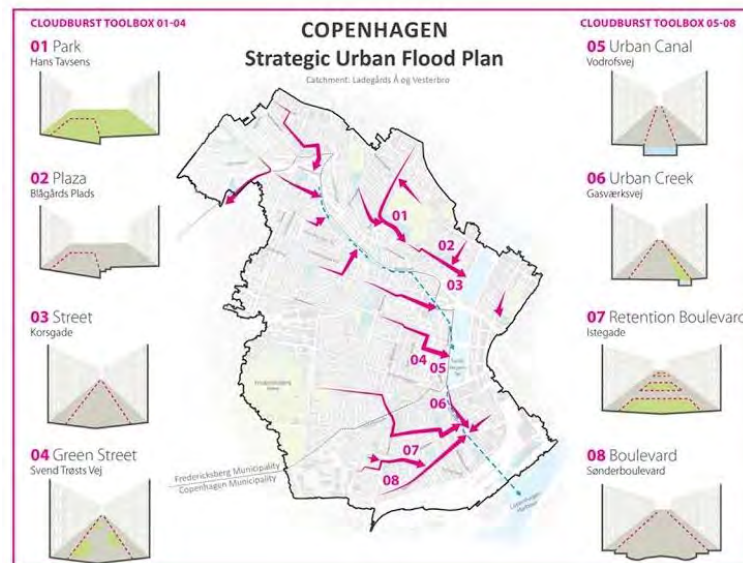 CLOUDBURST TOOLBOX 01-04
01 Park
Hans Tavsens
02 Plaza
Blågårds Plads
03 Street
Korsgade
04 Green Street
Svend Trøsts Vej
COPENHAGEN
Strategic Urban Flood Plan
Catchment: Ladegårds Å og Vesterbro
01
02
03
04
05
06
07
08
Frederiksberg
Fredericksberg Municipality
Copenhagen Municipality
Copenhagen
Harbour
CLOUDBURST TOOLBOX 05-08
05 Urban Canal
Vodrofsvej
06 Urban Creek
Gasværksvej
07 Retention Boulevard
Istegade
08 Boulevard
Sønderboulevard